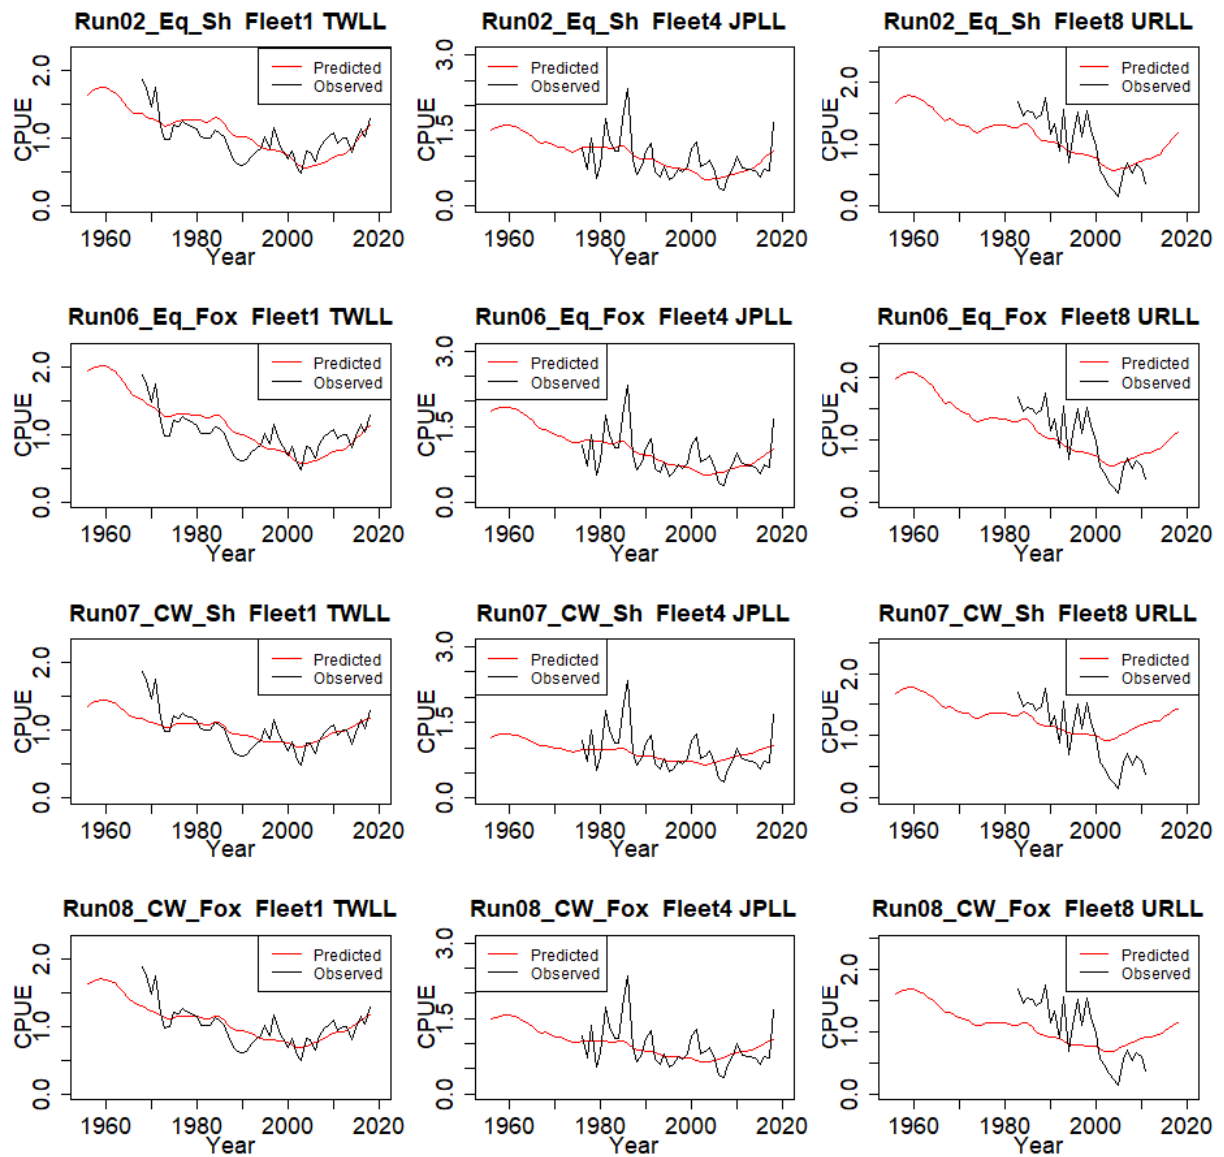 Run02_Eq_Sh Fleet1 TWLL
CPUE
2.0
1.0
0.0
Predicted
Observed
1960 1980 2000 2020
Year
Run02_Eq_Sh Fleet4 JPLL
CPUE
3.0
1.5
0.0
Predicted
Observed
1960 1980 2000 2020
Year
Run02_Eq_Sh Fleet8 URLL
CPUE
2.0
1.0
0.0
Predicted
Observed
1960 1980 2000 2020
Year
Run06_Eq_Fox Fleet1 TWLL
CPUE
2.0
1.0
0.0
Predicted
Observed
1960 1980 2000 2020
Year
Run06_Eq_Fox Fleet4 JPLL
CPUE
3.0
1.5
0.0
Predicted
Observed
1960 1980 2000 2020
Year
Run06_Eq_Fox Fleet8 URLL
CPUE
2.0
1.0
0.0
Predicted
Observed
1960 1980 2000 2020
Year
Run07_CW_Sh Fleet1 TWLL
CPUE
2.0
1.0
0.0
Predicted
Observed
1960 1980 2000 2020
Year
Run07_CW_Sh Fleet4 JPLL
CPUE
3.0
1.5
0.0
Predicted
Observed
1960 1980 2000 2020
Year
Run07_CW_Sh Fleet8 URLL
CPUE
2.0
1.0
0.0
Predicted
Observed
1960 1980 2000 2020
Year
Run08_CW_Fox Fleet1 TWLL
CPUE
2.0
1.0
0.0
Predicted
Observed
1960 1980 2000 2020
Year
Run08_CW_Fox Fleet4 JPLL
CPUE
3.0
1.5
0.0
Predicted
Observed
1960 1980 2000 2020
Year
Run08_CW_Fox Fleet8 URLL
CPUE
2.0
1.0
0.0
Predicted
Observed
1960 1980 2000 2020
Year